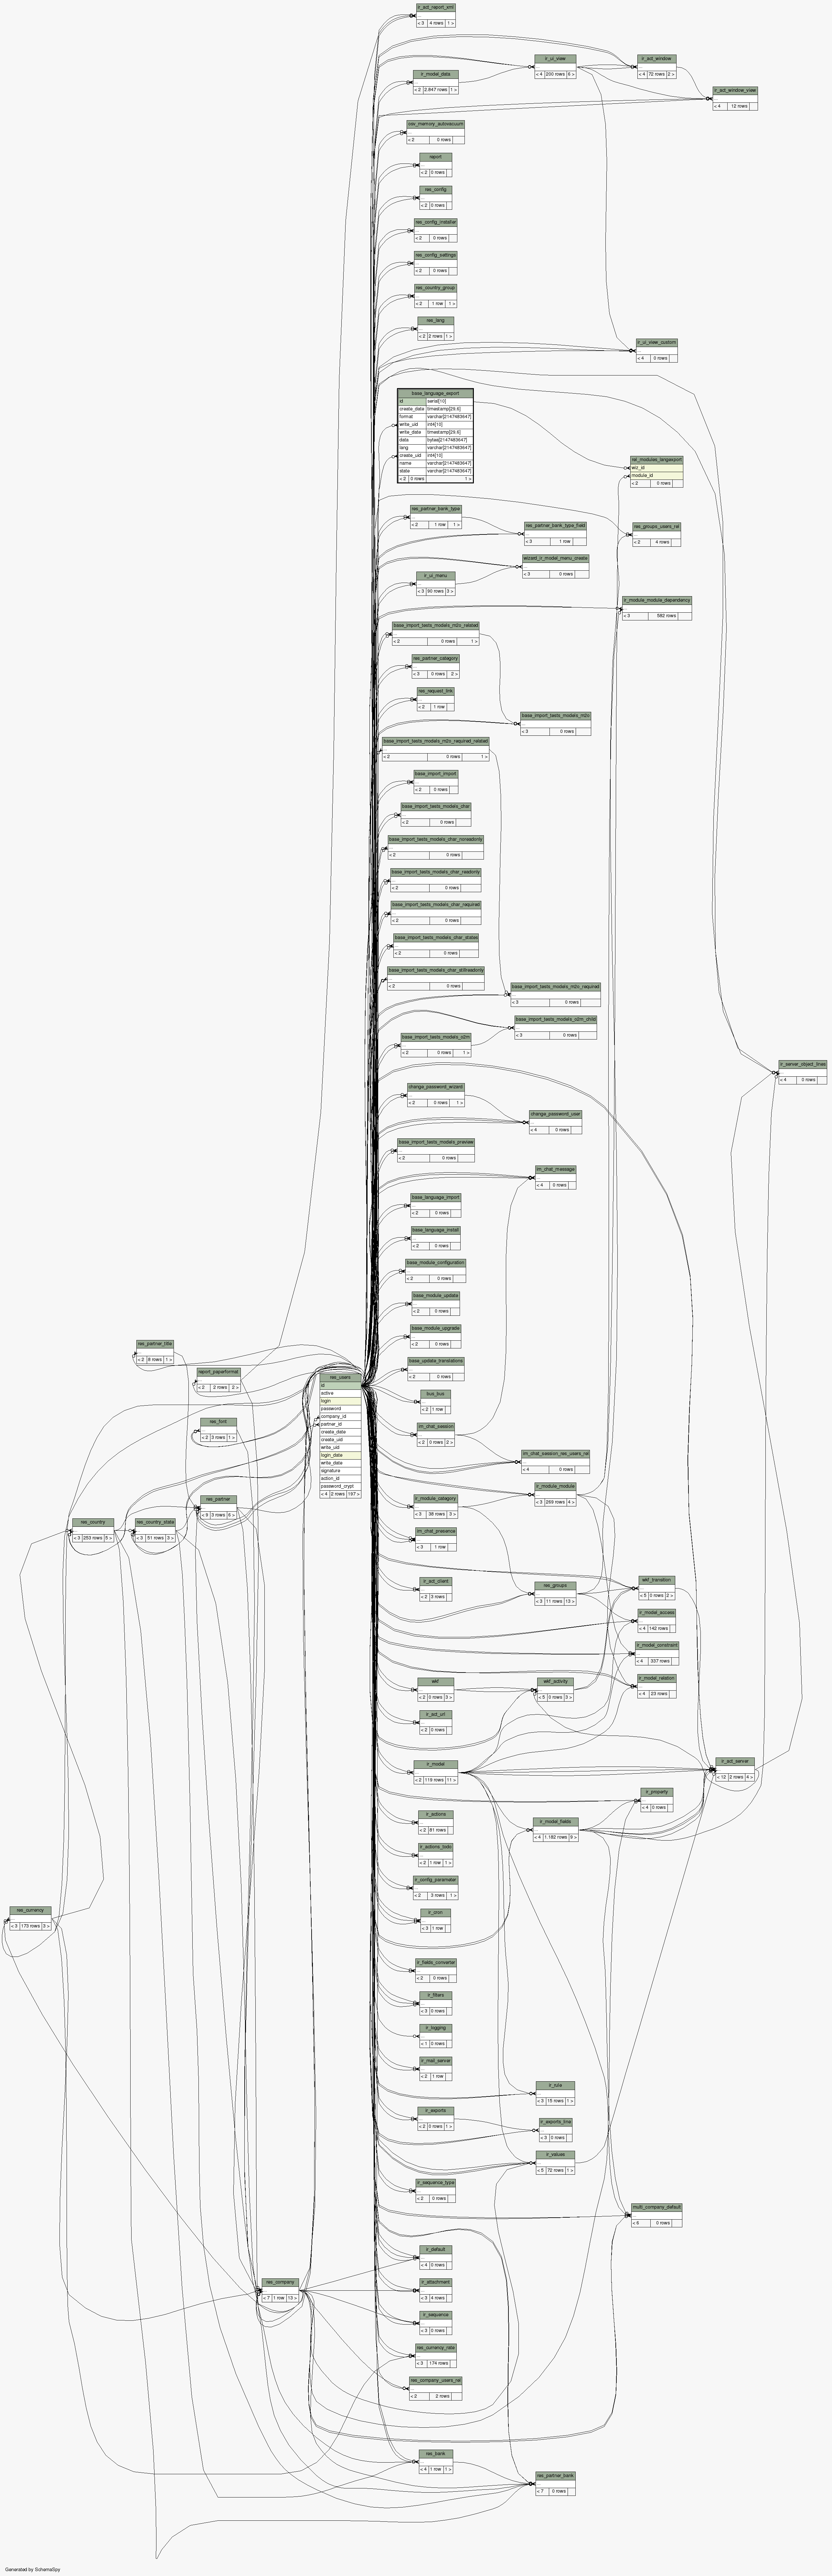 ir_act_report_xml
...
< 3 4 rows 1 >
ir_ui_view
...
< 4 200 rows 6 >
ir_act_window
...
< 4 72 rows 2 >
ir_model_data
...
< 2 2.847 rows 1 >
ir_act_window_view
...
< 4 12 rows
res_memory_autovacuum
...
< 2 0 rows
report
...
< 2 0 rows
res_config
...
< 2 0 rows
res_config_installer
...
< 2 0 rows
res_config_settings
...
< 2 0 rows
res_country_group
...
< 2 1 row 1 >
res_lang
...
< 2 2 rows 1 >
ir_ui_view_custom
...
< 4 0 rows
base_language_export
id serial[10]
create_date timestamp[29,6]
format varchar[2147483647]
write_uid int4[10]
write_date timestamp[29,6]
data bytea[2147483647]
lang varchar[2147483647]
create_uid int4[10]
name varchar[2147483647]
state varchar[2147483647]
< 2 0 rows 1 >
rel_modules_langexport
wiz_id
module_id
< 2 0 rows
res_partner_bank_type
...
< 2 1 row 1 >
res_partner_bank_type_field
...
< 3 1 row
res_groups_users_rel
...
< 2 4 rows
wizard_ir_model_menu_create
...
< 3 0 rows
ir_ui_menu
...
< 3 90 rows 3 >
ir_module_module_dependency
...
< 3 582 rows
base_import_tests_models_m2o_related
...
< 2 0 rows 1 >
res_partner_category
...
< 3 0 rows 2 >
res_request_link
...
< 2 1 row
base_import_tests_models_m2o
...
< 3 0 rows
base_import_tests_models_m2o_required_related
...
< 2 0 rows 1 >
base_import_import
...
< 2 0 rows
base_import_tests_models_char
...
< 2 0 rows
base_import_tests_models_char_noreadonly
...
< 2 0 rows
base_import_tests_models_char_readonly
...
< 2 0 rows
base_import_tests_models_char_required
...
< 2 0 rows
base_import_tests_models_char_states
...
< 2 0 rows
base_import_tests_models_char_stillreadonly
...
< 2 0 rows
base_import_tests_models_m2o_required
...
< 3 0 rows
base_import_tests_models_o2m_child
...
< 3 0 rows
base_import_tests_models_o2m
...
< 2 0 rows 1 >
ir_server_object_lines
...
< 4 0 rows
change_password_wizard
...
< 2 0 rows 1 >
change_password_user
...
< 4 0 rows
base_import_tests_models_preview
...
< 2 0 rows
im_chat_message
...
< 4 0 rows
base_language_import
...
< 2 0 rows
base_language_install
...
< 2 0 rows
base_module_configuration
...
< 2 0 rows
base_module_update
...
< 2 0 rows
base_module_upgrade
...
< 2 0 rows
res_partner_title
...
< 2 8 rows 1 >
base_update_translations
...
< 2 0 rows
report_paperformat
...
< 2 2 rows 2 >
res_users
id
active
login
password
company_id
partner_id
create_date
create_uid
write_uid
login_date
write_date
signature
action_id
password_crypt
< 4 2 rows 197 >
bus_bus
...
< 2 1 row
res_font
...
< 2 3 rows 1 >
im_chat_session
...
< 2 0 rows 2 >
im_chat_session_res_users_rel
...
< 4 0 rows
ir_module_module
...
< 3 269 rows 4 >
res_partner
...
< 9 3 rows 6 >
ir_module_category
...
< 3 38 rows 3 >
res_country
...
< 3 253 rows 5 >
res_country_state
...
< 3 51 rows 3 >
im_chat_presence
...
< 3 1 row
ir_act_client
...
< 2 3 rows
res_groups
...
< 3 11 rows 13 >
wkf_transition
...
< 5 0 rows 2 >
ir_model_access
...
< 4 142 rows
ir_model_constraint
...
< 4 337 rows
ir_model_relation
...
< 4 23 rows
wkf
...
< 2 0 rows 3 >
wkf_activity
...
< 5 0 rows 3 >
ir_act_url
...
< 2 0 rows
ir_model
...
< 2 119 rows 11 >
ir_act_server
...
< 12 2 rows 4 >
ir_property
...
< 4 0 rows
ir_actions
...
< 2 81 rows
ir_model_fields
...
< 4 1.182 rows 9 >
ir_actions_todo
...
< 2 1 row 1 >
ir_config_parameter
...
< 2 3 rows 1 >
res_currency
...
< 3 173 rows 3 >
ir_cron
...
< 3 1 row
ir_fields_converter
...
< 2 0 rows
ir_filters
...
< 3 0 rows
ir_logging
...
< 1 0 rows
ir_mail_server
...
< 2 1 row
ir_rule
...
< 3 15 rows 1 >
ir_exports
...
< 2 0 rows 1 >
ir_exports_line
...
< 3 0 rows
ir_values
...
< 5 72 rows 1 >
ir_sequence_type
...
< 2 0 rows
multi_company_default
...
< 6 0 rows
ir_default
...
< 4 0 rows
res_company
...
< 7 1 row 13 >
ir_attachment
...
< 3 4 rows
ir_sequence
...
< 3 0 rows
res_currency_rate
...
< 3 174 rows
res_company_users_rel
...
< 2 2 rows
res_bank
...
< 4 1 row 1 >
res_partner_bank
...
< 7 0 rows
Generated by SchemaSpy